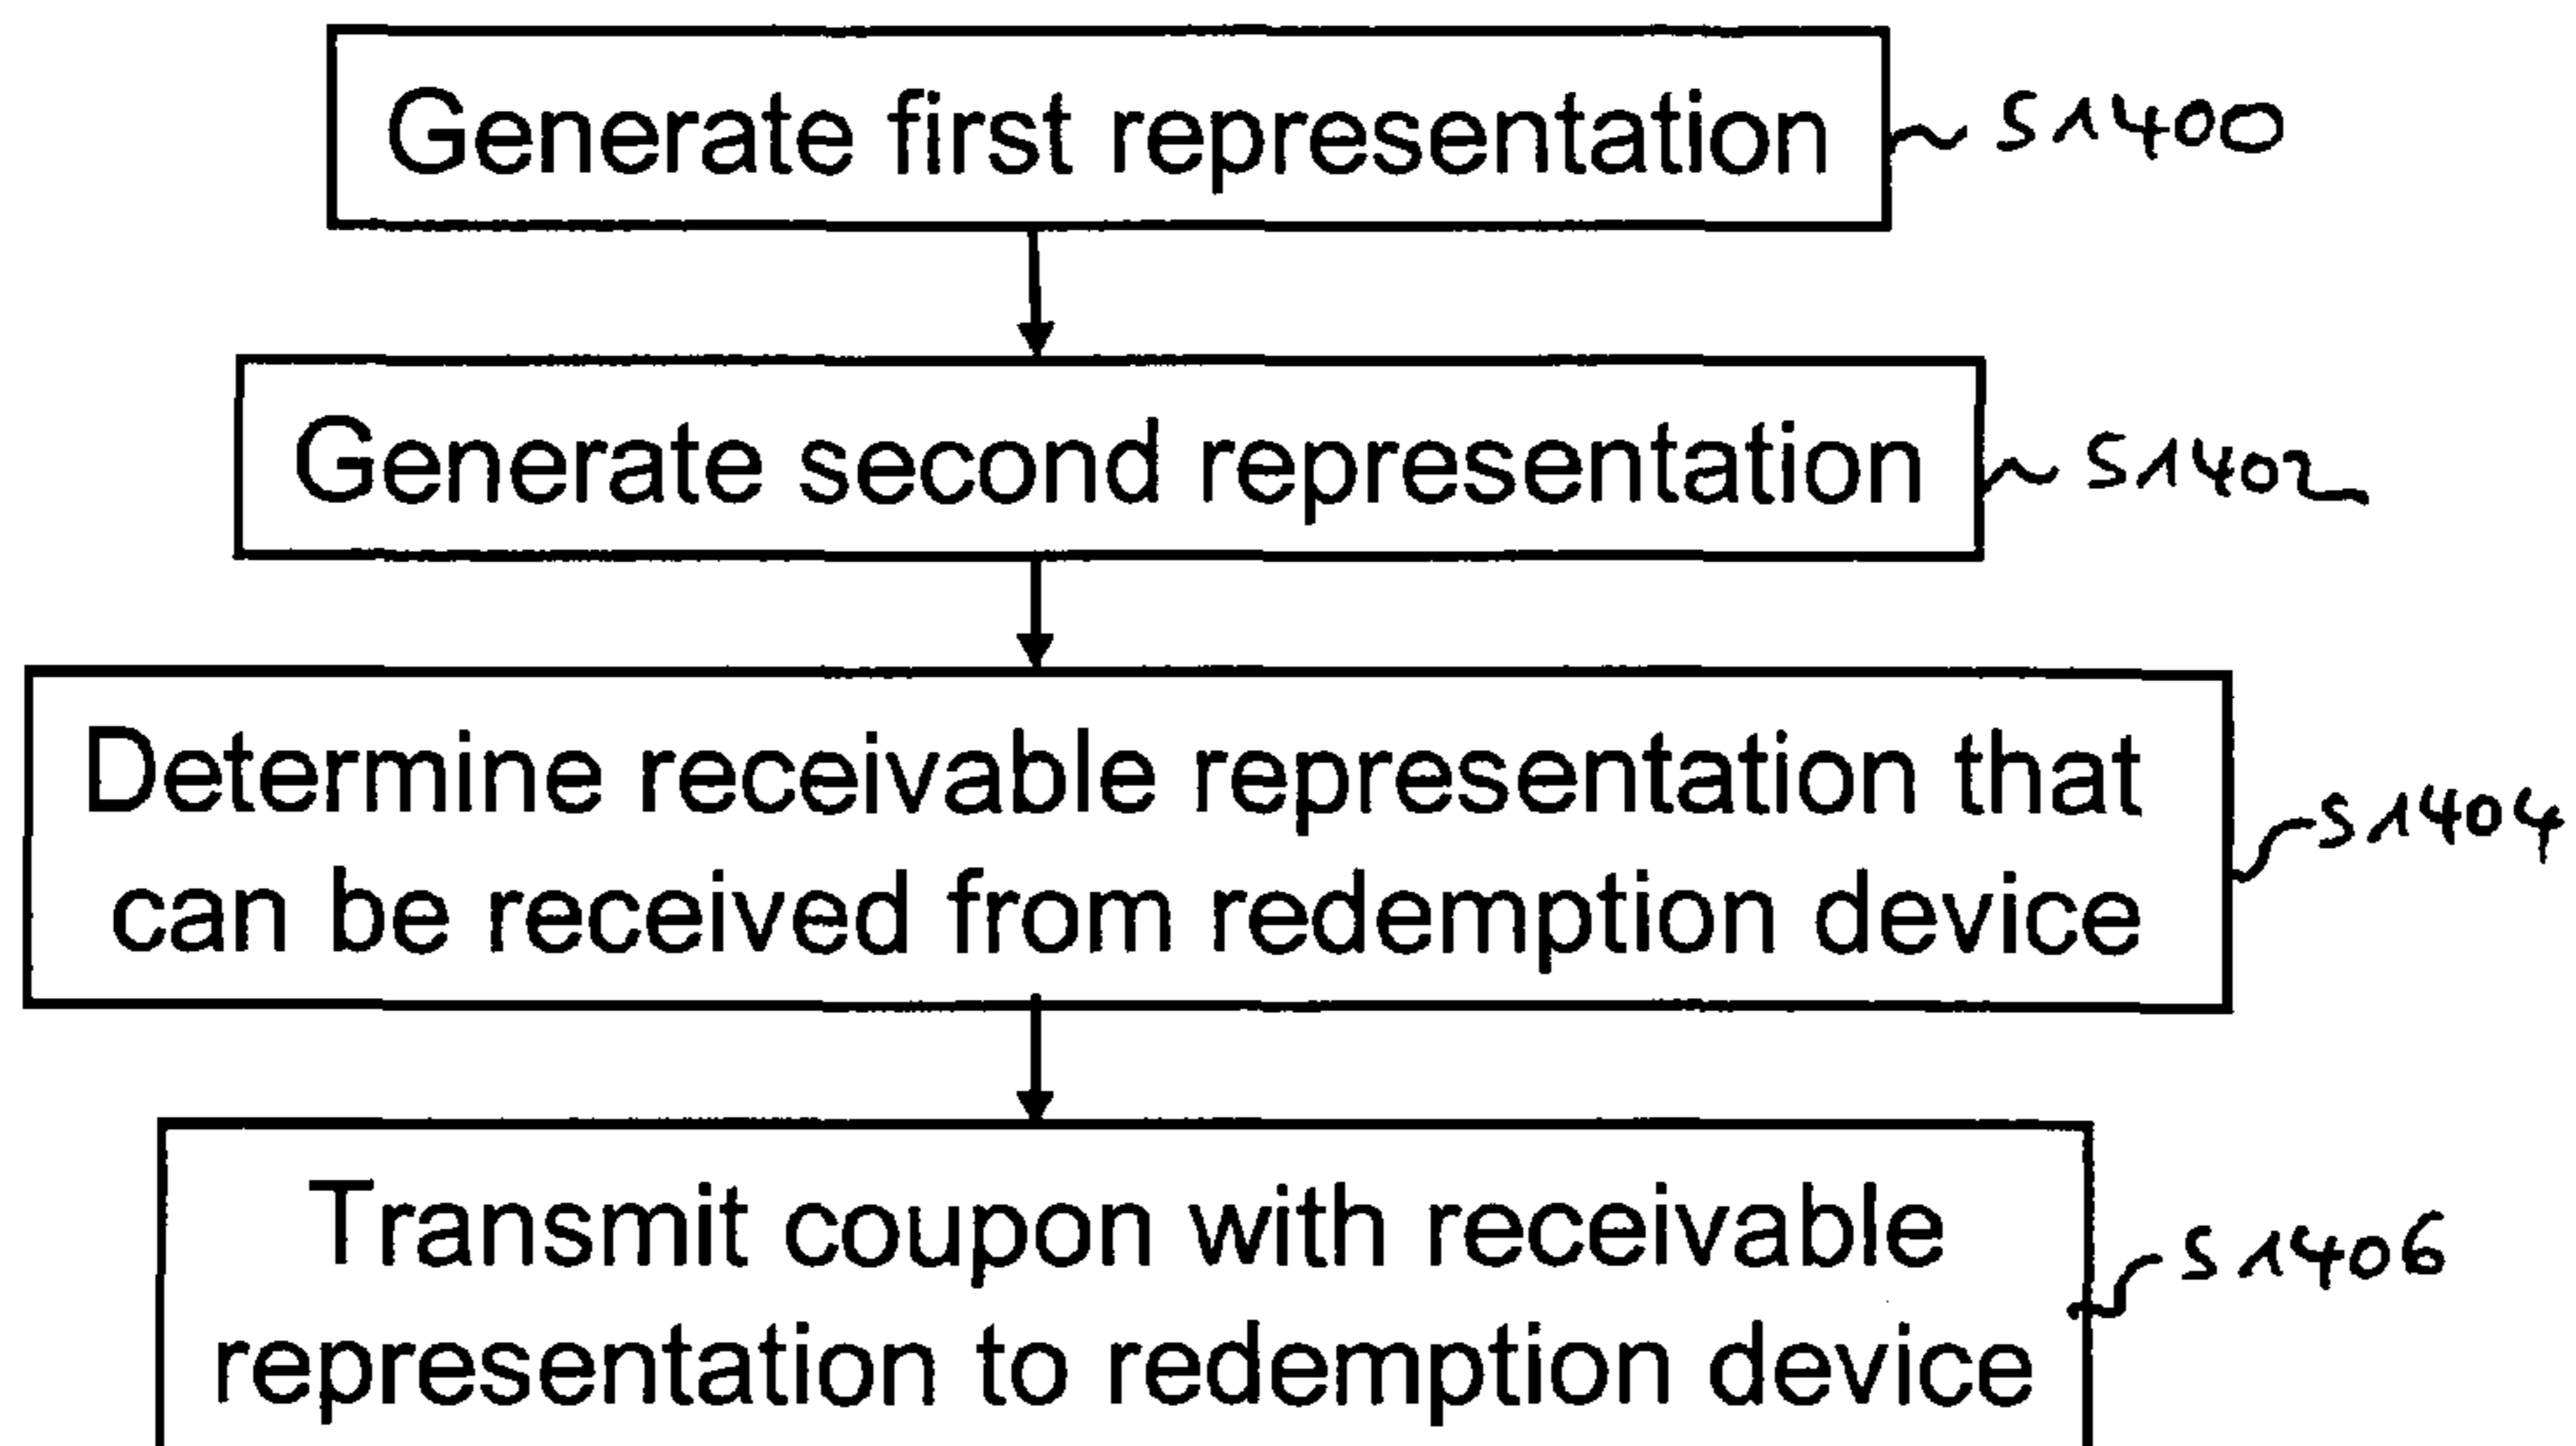 Generate first representation
S1400
Generate second representation
S1402
Determine receivable representation that
can be received from redemption device
S1404
Transmit coupon with receivable
representation to redemption device
S1406